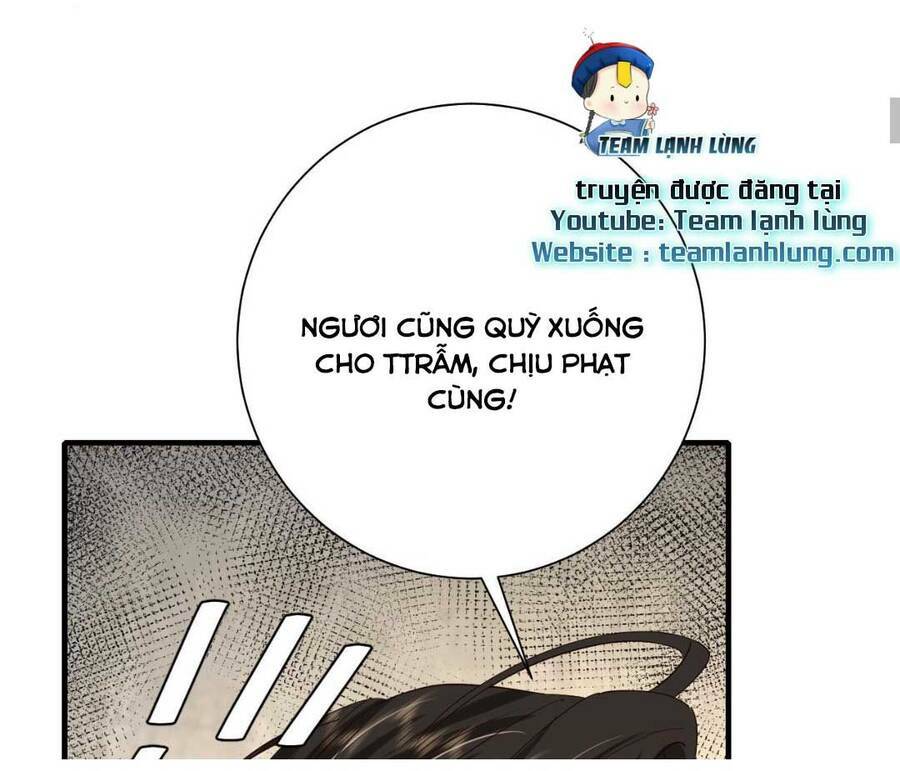 TEAM LẠNH LÙNG
truyện được đăng tại
Youtube: Team lạnh lùng
Website : teamlanhlung.com
NGƯƠI CŨNG QUỲ XUỐNG
CHO TTRẪM, CHỊU PHẠT
CÙNG!